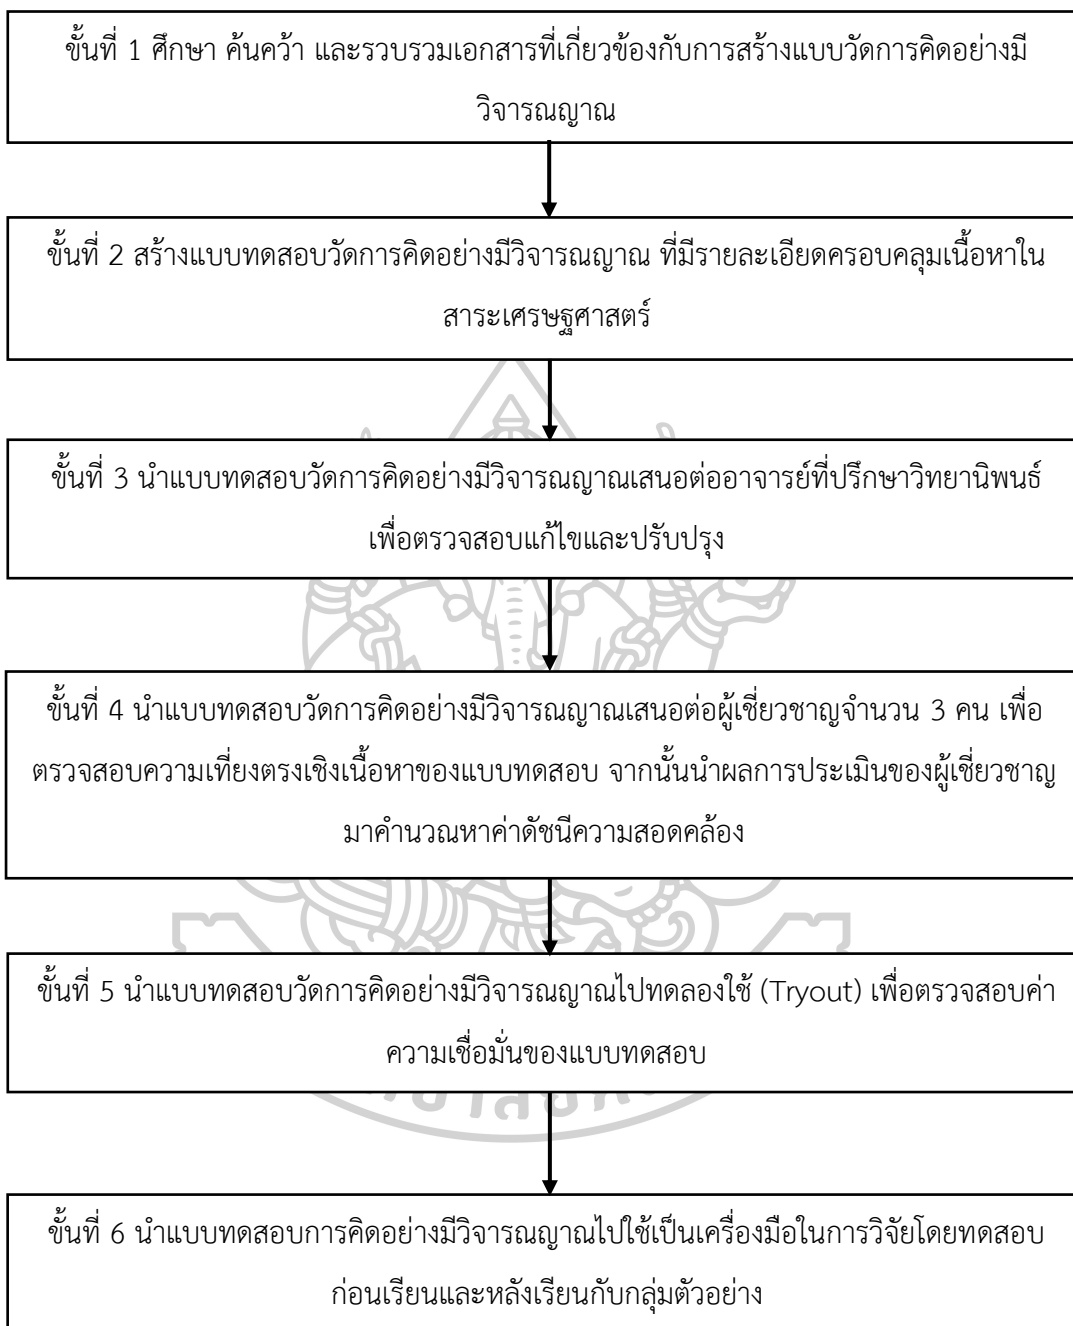 ขั้นที่ 1 ศึกษา ค้นคว้า และรวบรวมเอกสารที่เกี่ยวข้องกับการสร้างแบบวัดการคิดอย่างมี
วิจารณญาณ
ขั้นที่ 2 สร้างแบบทดสอบวัดการคิดอย่างมีวิจารณญาณ ที่มีรายละเอียดครอบคลุมเนื้อหาใน
สาระเศรษฐศาสตร์
ขั้นที่ 3 นำแบบทดสอบวัดการคิดอย่างมีวิจารณญาณเสนอต่ออาจารย์ที่ปรึกษาวิทยานิพนธ์
เพื่อตรวจสอบแก้ไขและปรับปรุง
ขั้นที่ 4 นำแบบทดสอบวัดการคิดอย่างมีวิจารณญาณเสนอต่อผู้เชี่ยวชาญจำนวน 3 คน เพื่อ
ตรวจสอบความเที่ยงตรงเชิงเนื้อหาของแบบทดสอบ จากนั้นนำผลการประเมินของผู้เชี่ยวชาญ
มาคำนวณหาค่าดัชนีความสอดคล้อง
ขั้นที่ 5 นำแบบทดสอบวัดการคิดอย่างมีวิจารณญาณไปทดลองใช้ (Tryout) เพื่อตรวจสอบค่า
ความเชื่อมั่นของแบบทดสอบ
ขั้นที่ 6 นำแบบทดสอบการคิดอย่างมีวิจารณญาณไปใช้เป็นเครื่องมือในการวิจัยโดยทดสอบ
ก่อนเรียนและหลังเรียนกับกลุ่มตัวอย่าง